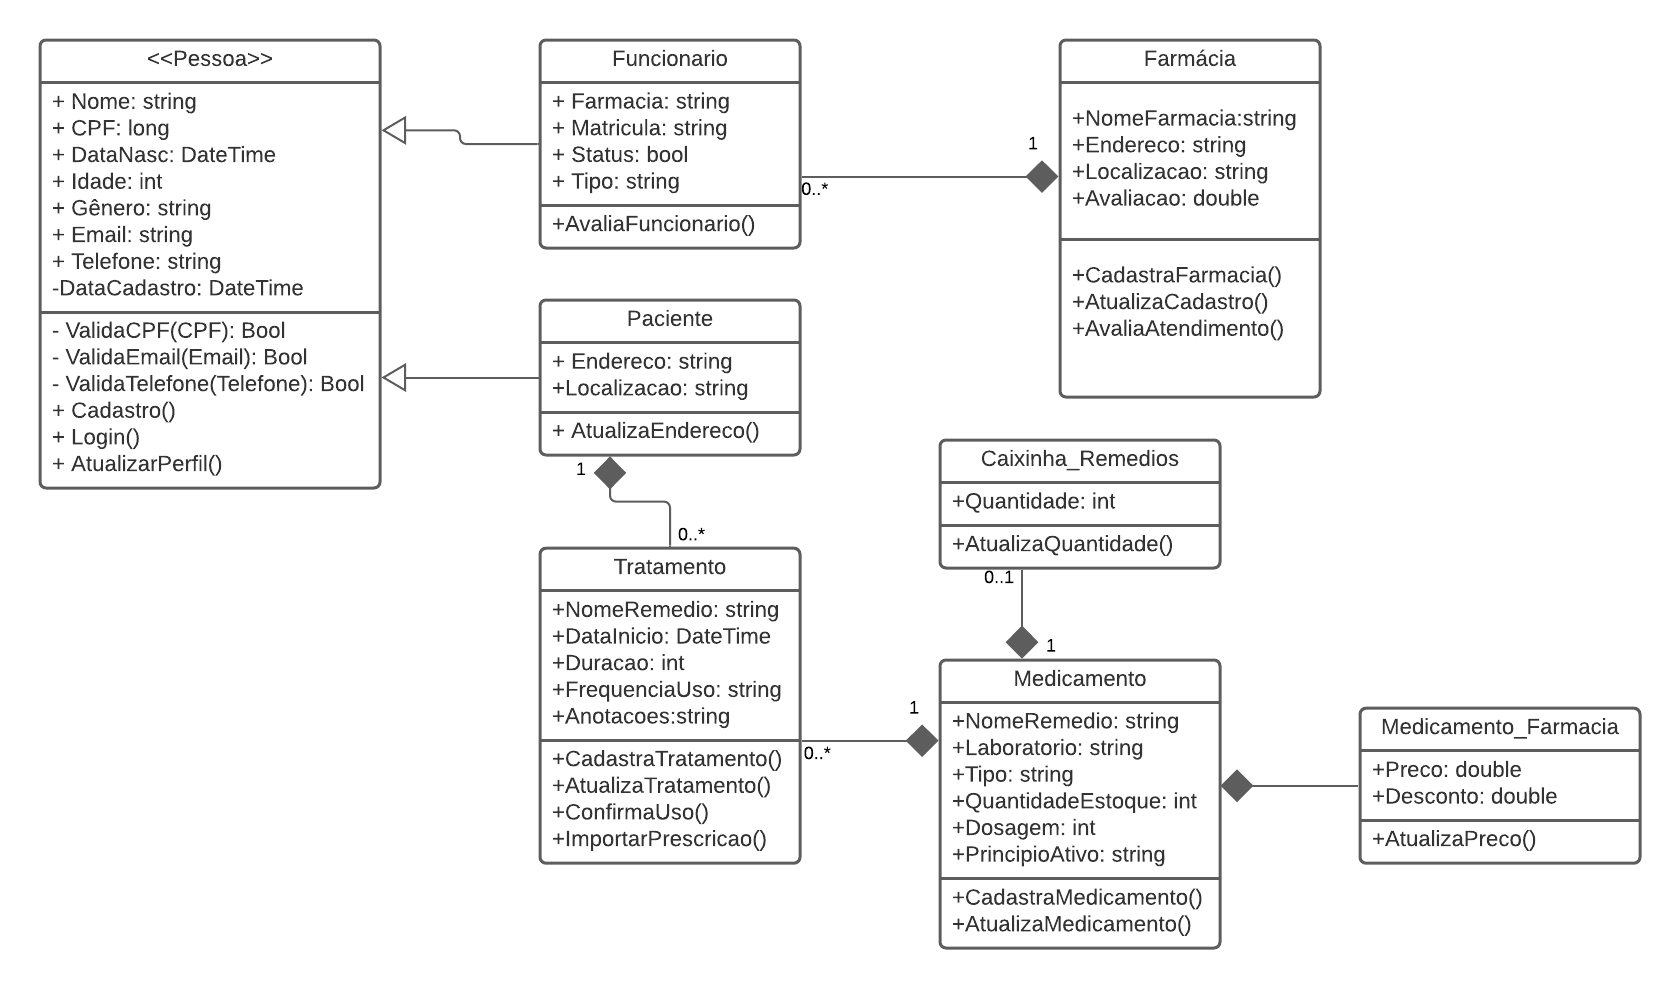 <<Pessoa>>
+ Nome: string
+ CPF: long
+ DataNasc: DateTime
+ Idade: int
+ Gênero: string
+ Email: string
+ Telefone: string
-DataCadastro: DateTime
- ValidaCPF(CPF): Bool
- ValidaEmail(Email): Bool
- ValidaTelefone(Telefone): Bool
+ Cadastro()
+ Login()
+ AtualizarPerfil()
Funcionario
+ Farmacia: string
+ Matricula: string
+ Status: bool
+ Tipo: string
+AvaliaFuncionario()
0..*
1
Farmácia
+NomeFarmacia:string
+Endereco: string
+Localizacao: string
+Avaliacao: double
+CadastraFarmacia()
+AtualizaCadastro()
+AvaliaAtendimento()
Paciente
+ Endereco: string
+Localizacao: string
+ AtualizaEndereco()
1
0..*
Tratamento
+NomeRemedio: string
+DataInicio: DateTime
+Duracao: int
+FrequenciaUso: string
+Anotacoes:string
+CadastraTratamento()
+AtualizaTratamento()
+ConfirmaUso()
+ImportarPrescricao()
0..*
1
Caixinha_Remedios
+Quantidade: int
+AtualizaQuantidade()
0..1
1
Medicamento
+NomeRemedio: string
+Laboratorio: string
+Tipo: string
+QuantidadeEstoque: int
+Dosagem: int
+PrincipioAtivo: string
+CadastraMedicamento()
+AtualizaMedicamento()
Medicamento_Farmacia
+Preco: double
+Desconto: double
+AtualizaPreco()